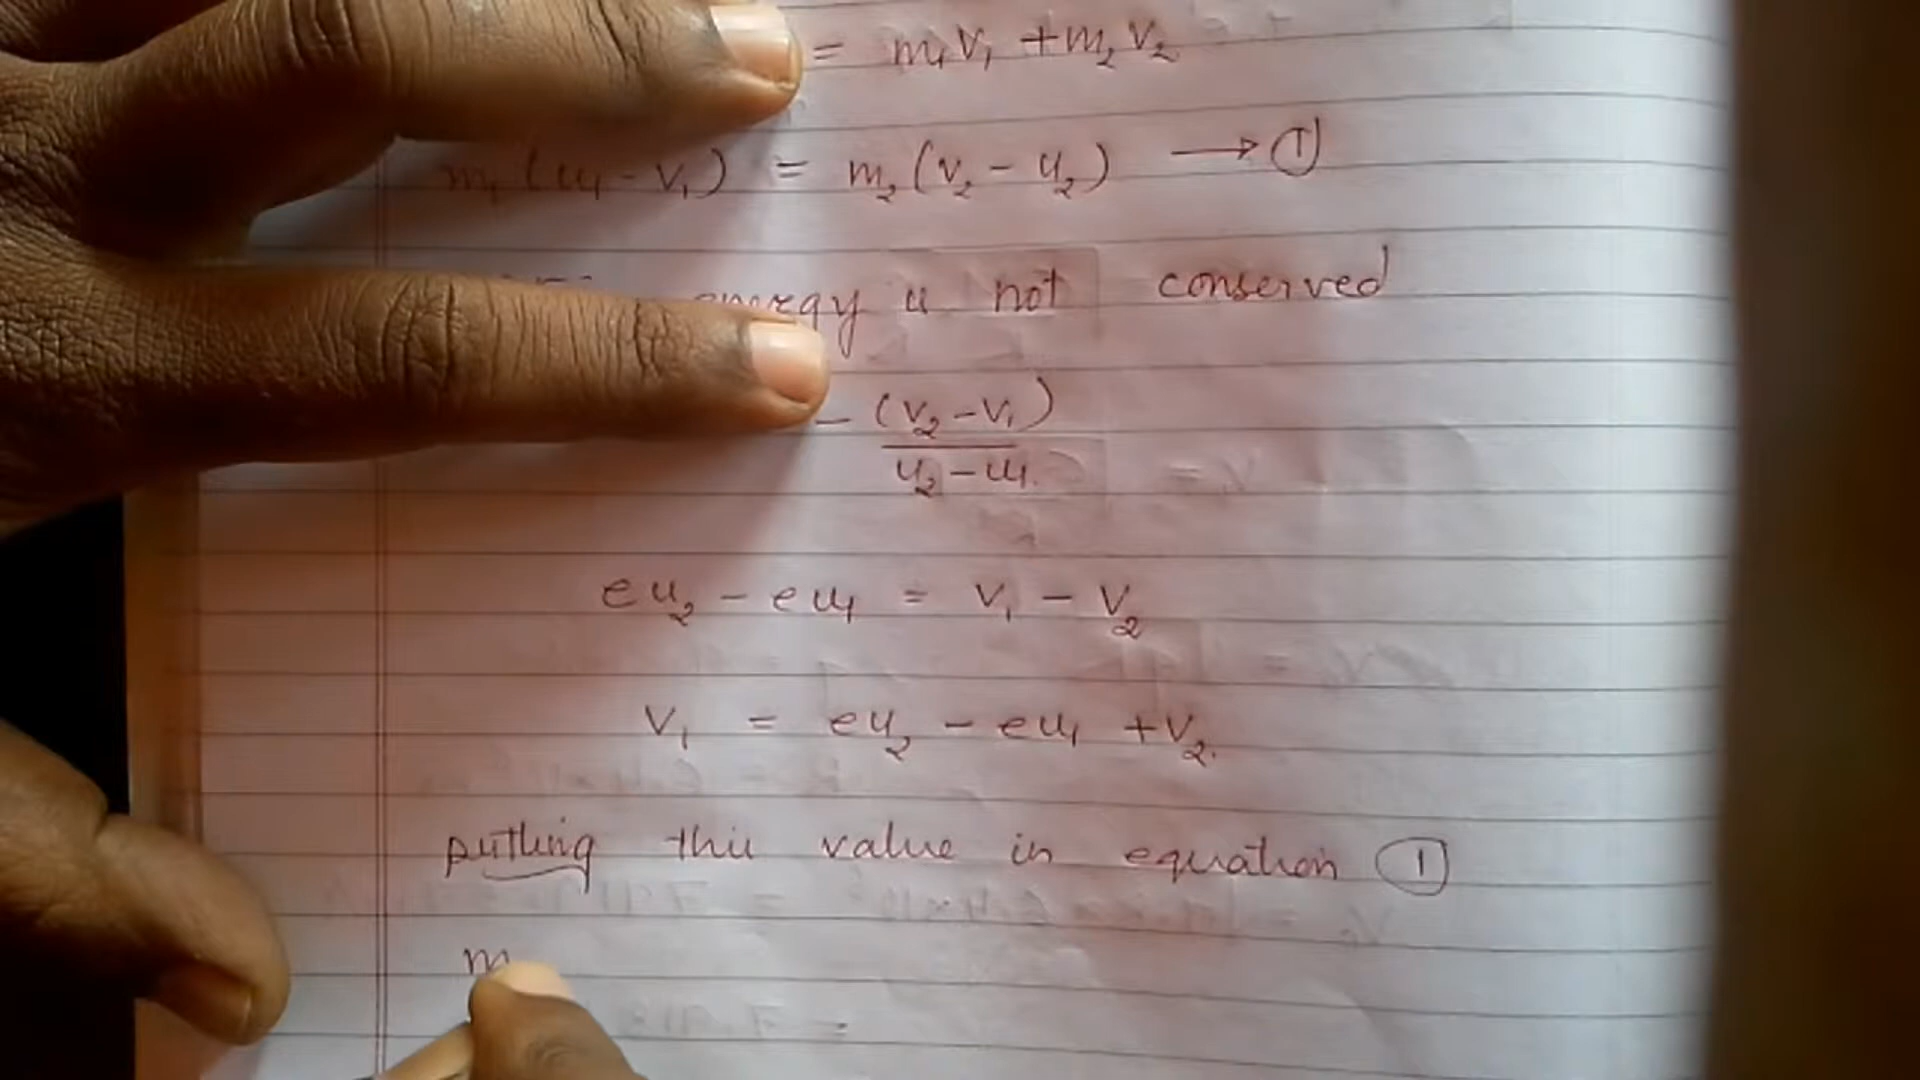 = m₁v₁ + m₂v₂
m₁(u₁ - v₁) = m₂(v₂ - u₂) → ①
energy is not conserved
- (v₂ - v₁) / u₂ - u₁
eu₂ - eu₁ = v₁ - v₂
v₁ = eu₂ - eu₁ + v₂.
putting this value in equation ①
m